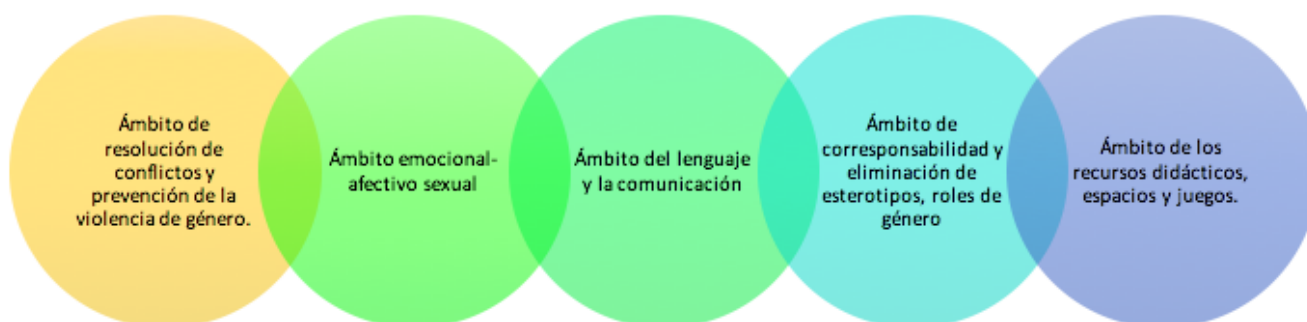 Ámbito de
resolución de
conflictos y
prevención de la
violencia de género.
Ámbito emocional-
afectivo sexual
Ámbito del lenguaje
y la comunicación
Ámbito de
corresponsabilidad y
eliminación de
esterotipos, roles de
género
Ámbito de los
recursos didácticos,
espacios y juegos.